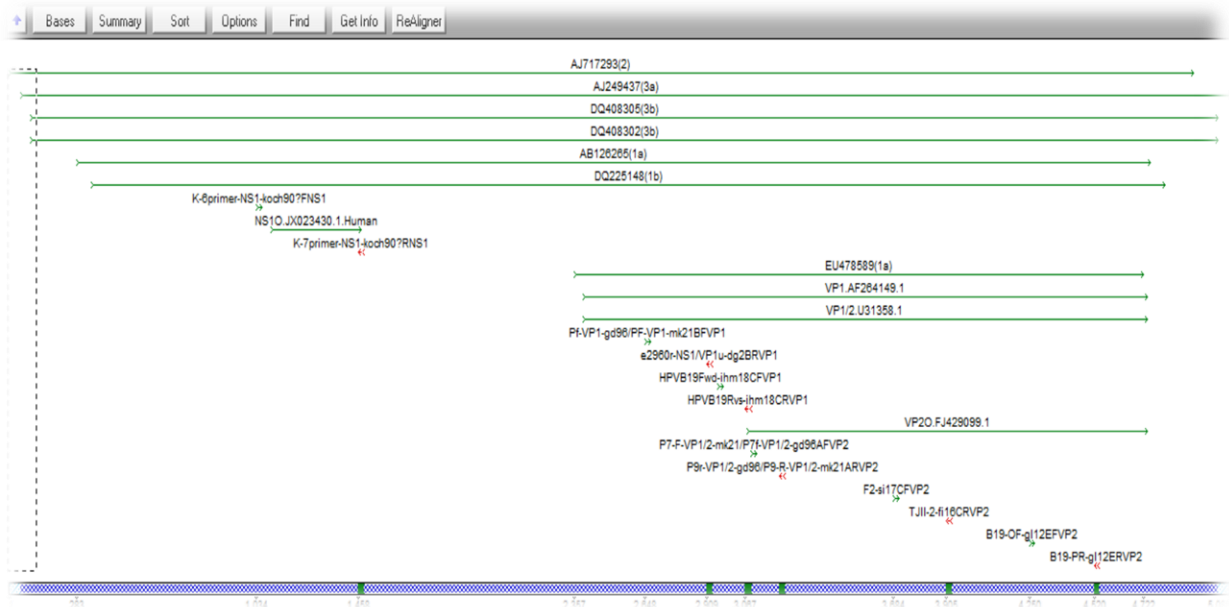 Bases Summary Sort Options Find Get Info ReAligner
AJ717293(2)
AJ249437(3a)
DQ408305(3b)
DQ408302(3b)
AB126265(1a)
DQ225148(1b)
K-6primer-NS1-koch90?FNS1
NS1O.JX023430.1.Human
K-7primer-NS1-koch90?RNS1
EU478589(1a)
VP1.AF264149.1
VP1/2.U31358.1
Pf-VP1-gd96/PF-VP1-mk21BFVP1
e2960r-NS1/VP1u-dg2BRVP1
HPVB19Fwd-ihm18CFVP1
HPVB19Rvs-ihm18CRVP1
VP2O.FJ429099.1
P7-F-VP1/2-mk21/P7f-VP1/2-gd96AFVP2
P9r-VP1/2-gd96/P9-R-VP1/2-mk21ARVP2
F2-si17CFVP2
TJII-2-fi16CRVP2
B19-OF-gl12EFVP2
B19-PR-gl12ERVP2